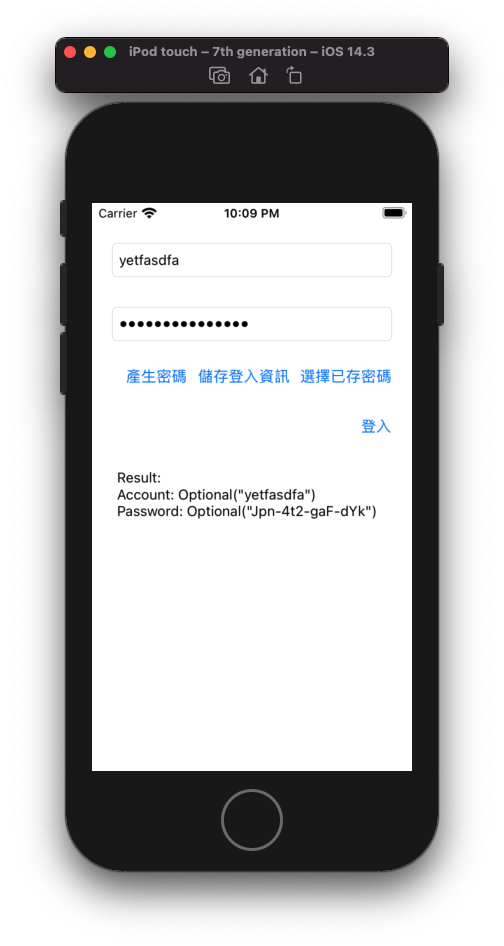 iPod touch – 7th generation – iOS 14.3
Carrier 10:09 PM
yetfasdfa
●●●●●●●●●●●●●●●
產生密碼 儲存登入資訊 選擇已存密碼
登入
Result:
Account: Optional("yetfasdfa")
Password: Optional("Jpn-4t2-gaF-dYk")